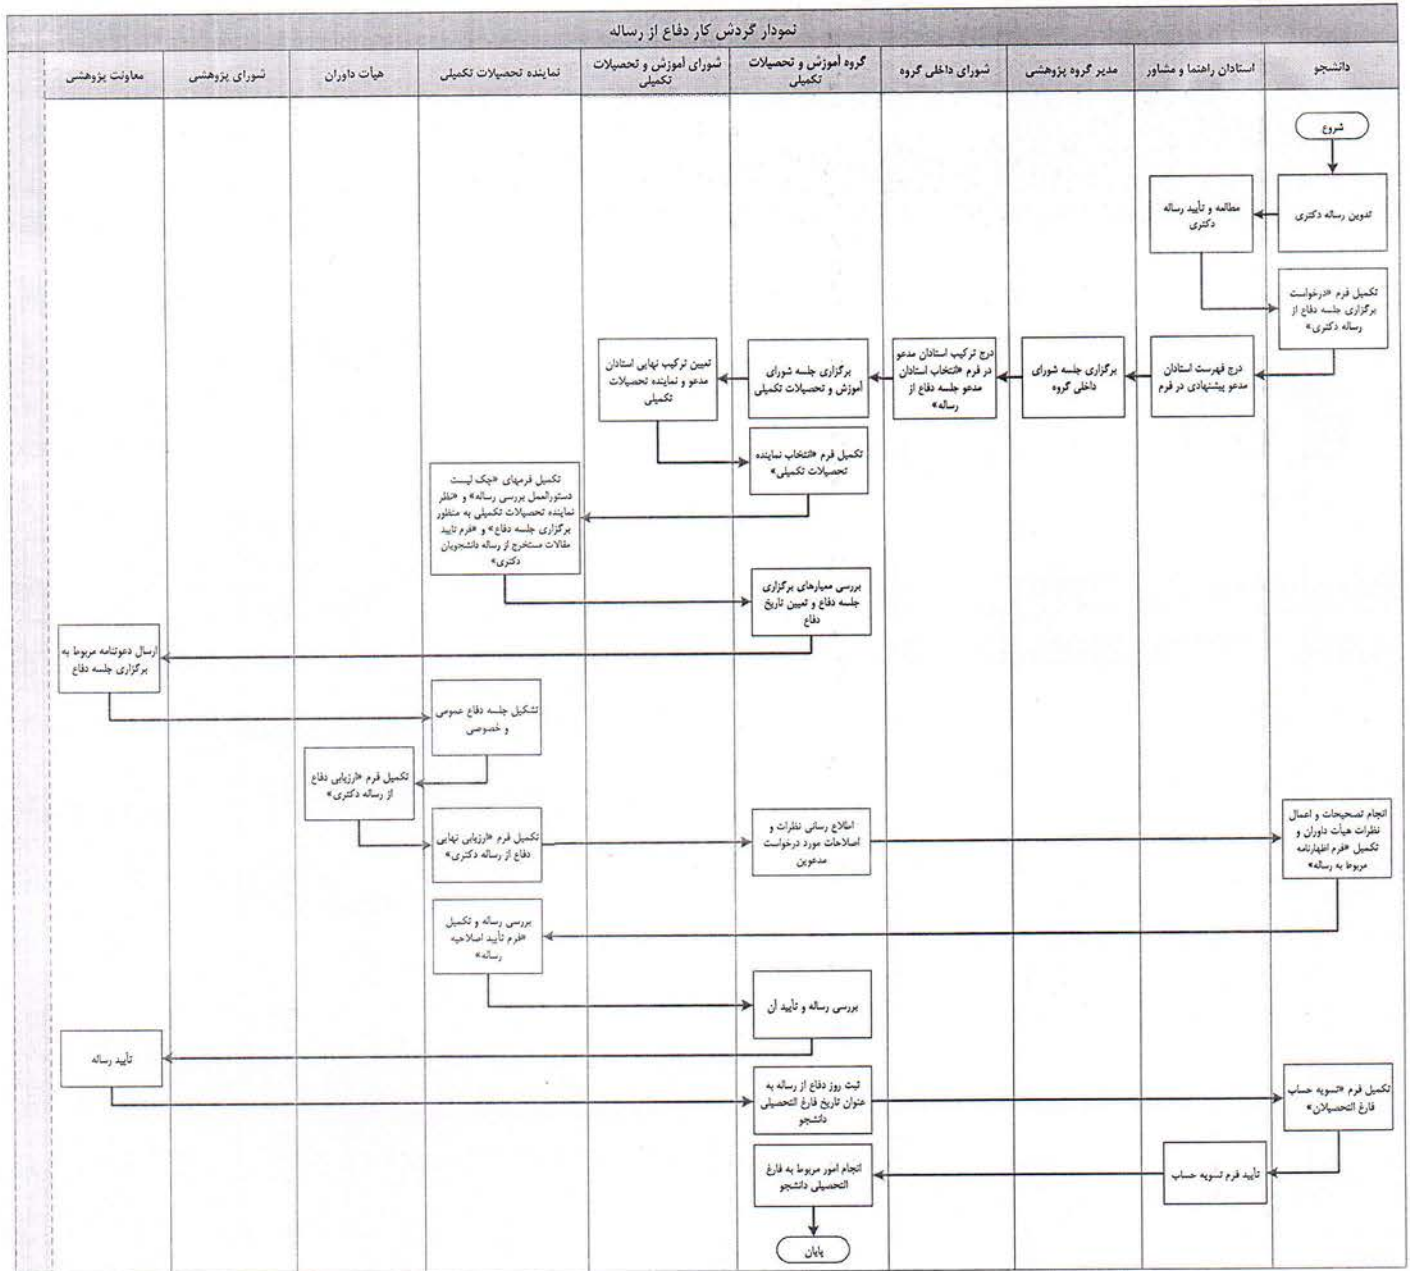 نمودار گردش کار دفاع از رساله
دانشجو
استادان راهنما و مشاور
مدیر گروه پژوهشی
شورای داخلی گروه
گروه آموزش و تحصیلات
تکمیلی
شورای آموزش و تحصیلات
تکمیلی
نماینده تحصیلات تکمیلی
هیأت داوران
شورای پژوهشی
معاونت پژوهشی
شروع
تدوین رساله دکتری
مطالعه و تأیید رساله
دکتری
تکمیل فرم «درخواست
برگزاری جلسه دفاع از
رساله دکتری»
درج فهرست استادان
مدعو پیشنهادی در فرم
برگزاری جلسه شورای
داخلی گروه
درج ترکیب استادان مدعو
در فرم «انتخاب استادان
مدعو جلسه دفاع از
رساله»
برگزاری جلسه شورای
آموزش و تحصیلات تکمیلی
تعیین ترکیب نهایی استادان
مدعو و نماینده تحصیلات
تکمیلی
تکمیل فرم «انتخاب نماینده
تحصیلات تکمیلی»
تکمیل فرمهای «چک لیست
دستورالعمل بررسی رساله» و «نظر
نماینده تحصیلات تکمیلی به منظور
برگزاری جلسه دفاع» و «فرم تایید
مقالات مستخرج از رساله دانشجویان
دکتری»
بررسی معیارهای برگزاری
جلسه دفاع و تعیین تاریخ
دفاع
ارسال دعوتنامه مربوط به
برگزاری جلسه دفاع
تشکیل جلسه دفاع عمومی
و خصوصی
تکمیل فرم «ارزیابی دفاع
از رساله دکتری»
تکمیل فرم «ارزیابی نهایی
دفاع از رساله دکتری»
اطلاع رسانی نظرات و
اصلاحات مورد درخواست
مدعوین
انجام تصحیحات و اعمال
نظرات هیأت داوران و
تکمیل «فرم اظهارنامه
مربوط به رساله»
بررسی رساله و تکمیل
«فرم تأیید اصلاحیه
رساله»
بررسی رساله و تأیید آن
تأیید رساله
ثبت روز دفاع از رساله به
عنوان تاریخ فارغ التحصیلی
دانشجو
تکمیل فرم «تسویه حساب
فارغ التحصیلان»
تأیید فرم تسویه حساب
انجام امور مربوط به فارغ
التحصیلی دانشجو
پایان